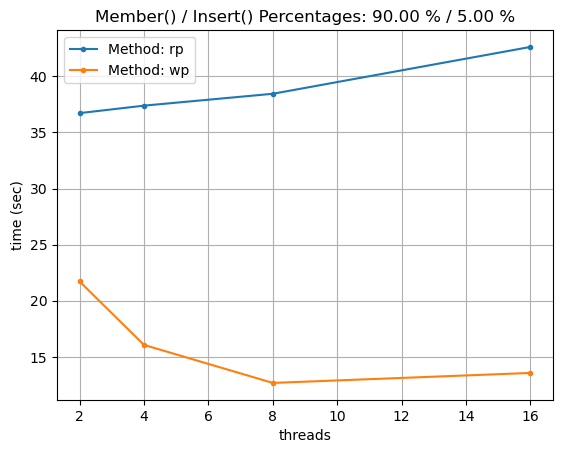 Member() / Insert() Percentages: 90.00 % / 5.00 %
Method: rp
Method: wp
time (sec)
40
35
30
25
20
15
2 4 6 8 10 12 14 16
threads